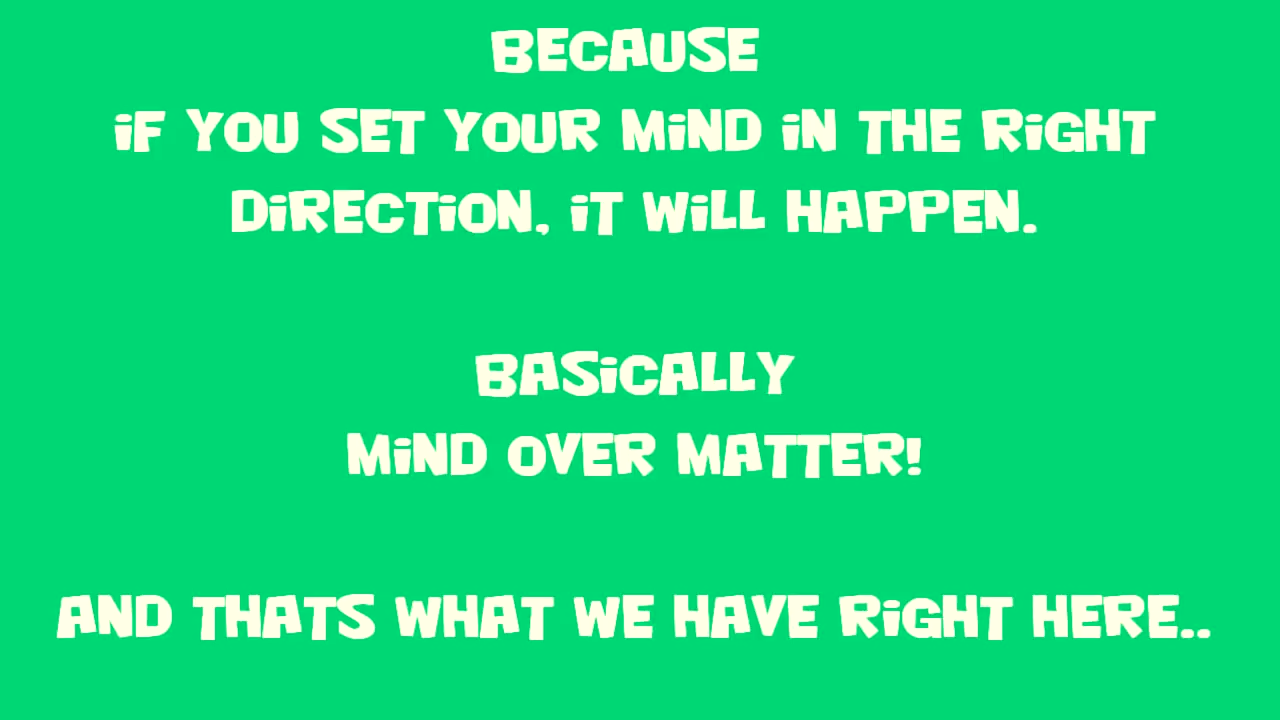 BECAUSE
iF YOU SET YOUR MiND iN THE RiGHT
DiRECTiON, iT WiLL HAPPEN.
BASiCALLY
MiND OVER MATTER!
AND THATS WHAT WE HAVE RiGHT HERE..